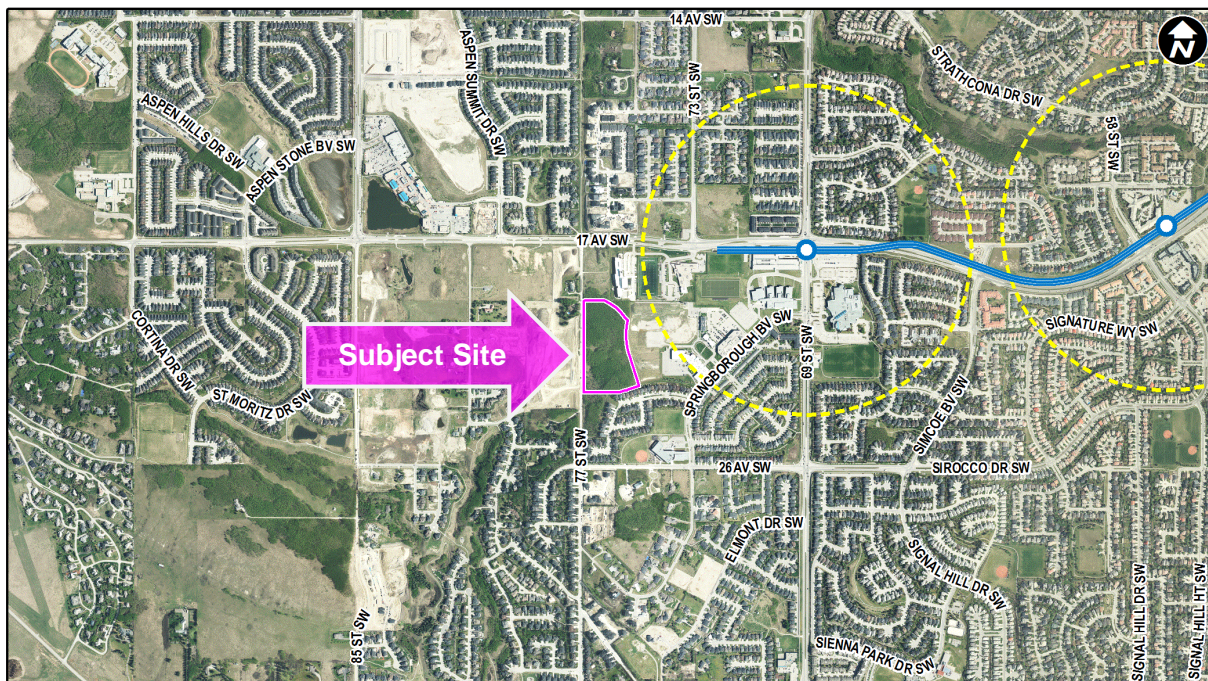 14 AV SW
N
STRATHCONA DR SW
ASPEN SUMMIT DR SW
73 ST SW
ASPEN HILLS DR SW
ASPEN STONE BV SW
55 ST SW
17 AV SW
CORTINA DR SW
Subject Site
SPRINGBOROUGH BV SW
69 ST SW
SIGNATURE WY SW
ST MORITZ DR SW
SIMCOE BV SW
77 ST SW
26 AV SW
SIROCCO DR SW
ELMONT DR SW
SIGNAL HILL DR SW
85 ST SW
SIENNA PARK DR SW
SIGNAL HILL DR SW
SIGNAL HILL HT SW